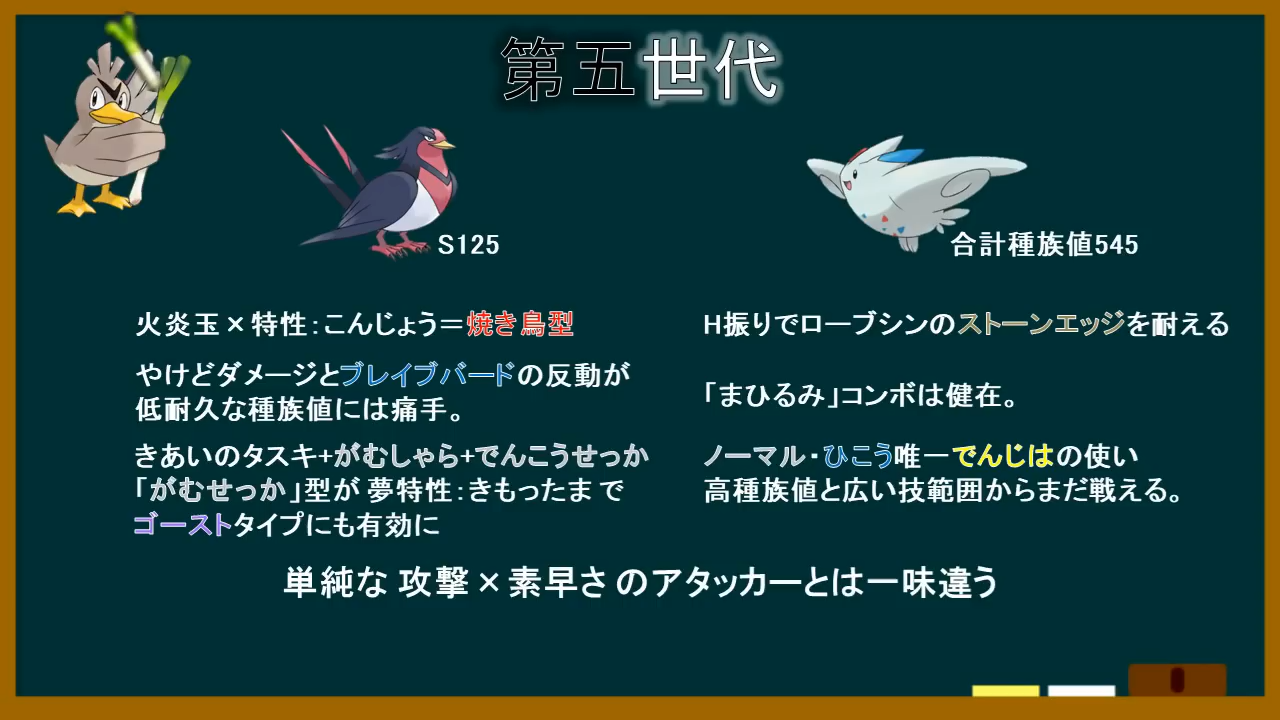 第五世代
S125
合計種族値545
火炎玉×特性:こんじょう=焼き鳥型
やけどダメージとブレイブバードの反動が
低耐久な種族値には痛手。
きあいのタスキ+がむしゃら+でんこうせっか
「がむせっか」型が 夢特性:きもったま で
ゴーストタイプにも有効に
H振りでローブシンのストーンエッジを耐える
「まひるみ」コンボは健在。
ノーマル・ひこう唯一でんじはの使い
高種族値と広い技範囲からまだ戦える。
単純な 攻撃×素早さ のアタッカーとは一味違う